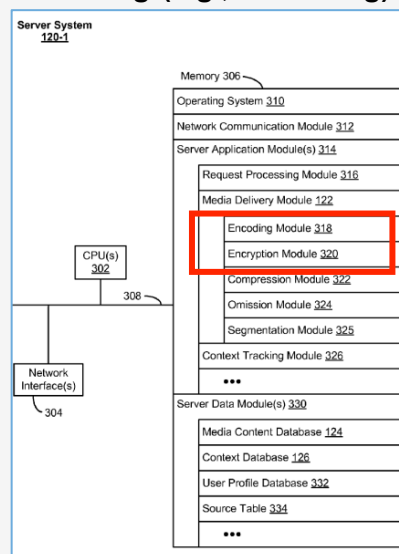 Server System
120-1
Memory 306
Operating System 310
Network Communication Module 312
Server Application Module(s) 314
Request Processing Module 316
Media Delivery Module 122
Encoding Module 318
Encryption Module 320
Compression Module 322
Omission Module 324
Segmentation Module 325
Context Tracking Module 326
•••
CPU(s)
302
308
Network
Interface(s)
304
Server Data Module(s) 330
Media Content Database 124
Context Database 126
User Profile Database 332
Source Table 334
•••